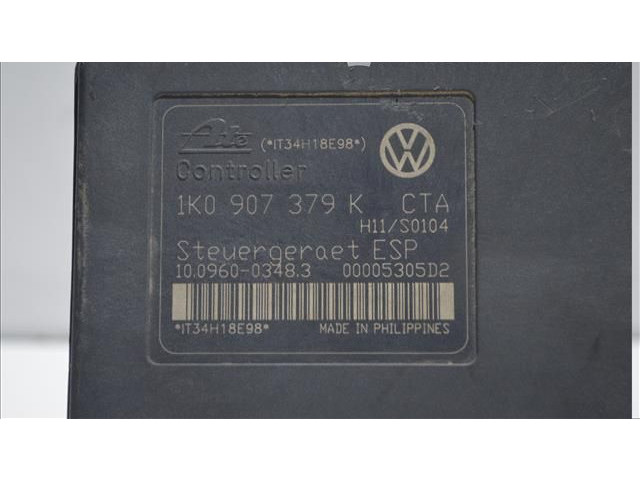 Ate (*IT34H18E98*)
Controller
1K0 907 379 K CTA
H11/S0104
Steuergeraet ESP
10.0960-0348.3 00005305D2
*IT34H18E98* MADE IN PHILIPPINES